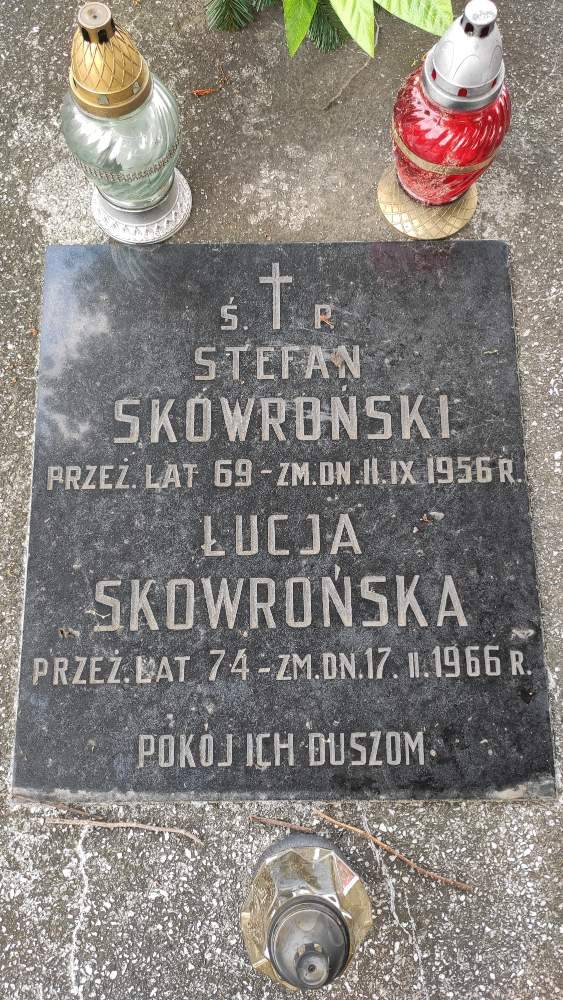 Ś. P.
STEFAN
SKOWROŃSKI
PRZEŻ. LAT 69 - ZM. DN. 11. IX 1956 R.
ŁUCJA
SKOWROŃSKA
PRZEŻ. LAT 74 - ZM. DN. 17. II. 1966 R.
POKÓJ ICH DUSZOM